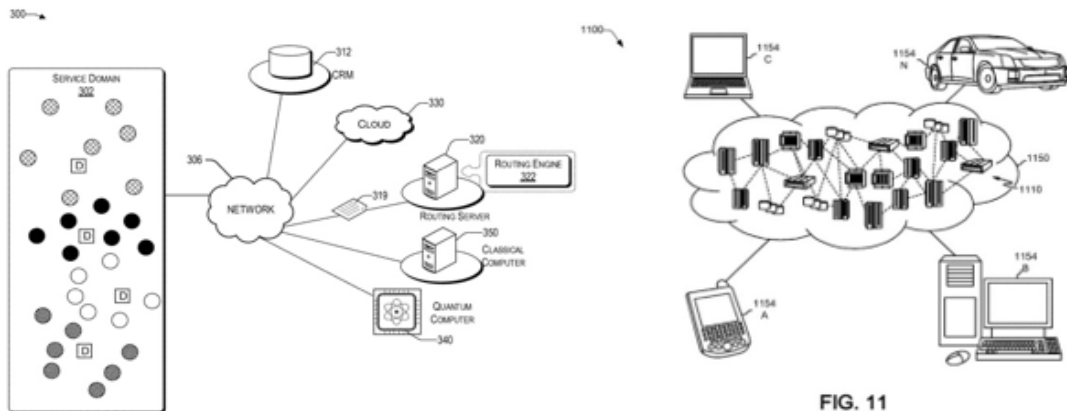 300
SERVICE DOMAIN
302
D
D
D
D
306
NETWORK
312
CRM
330
CLOUD
320
ROUTING ENGINE
322
319
ROUTING SERVER
350
CLASSICAL
COMPUTER
QUANTUM
COMPUTER
340
1100
1154
C
1154
N
1150
1110
1154
A
1154
B
FIG. 11